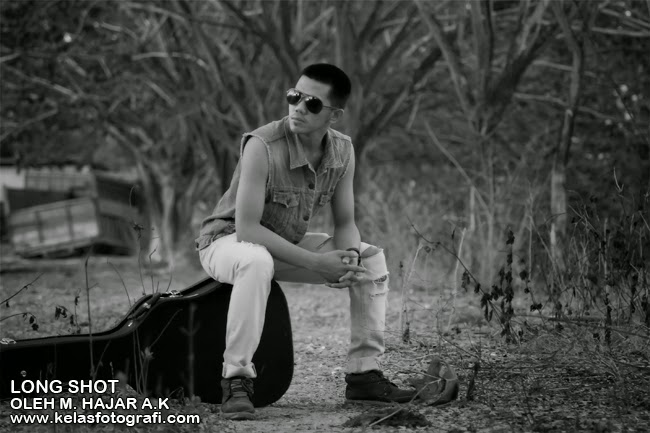 LONG SHOT
OLEH M. HAJAR A.K
www.kelasfotografi.com